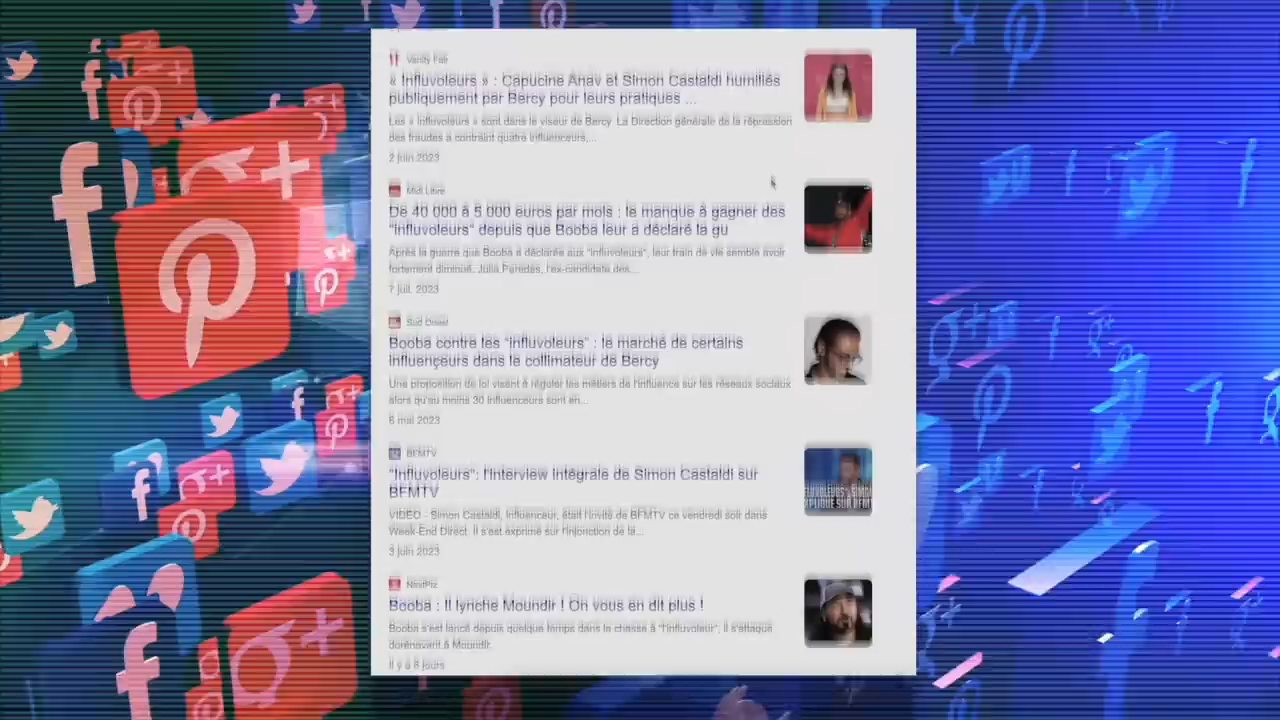 Vanity Fair
« Influvoleurs » : Capucine Anav et Simon Castaldi humiliés
publiquement par Bercy pour leurs pratiques ...
Les « influvoleurs » sont dans le viseur de Bercy. La Direction générale de la répression
des fraudes a contraint quatre influenceurs,...
2 juin 2023
Midi Libre
De 40 000 à 5 000 euros par mois : le manque à gagner des
"influvoleurs" depuis que Booba leur a déclaré la gu
Après la guerre que Booba a déclarée aux "influvoleurs", leur train de vie semble avoir
fortement diminué. Julia Paredes, l'ex-candidate des...
7 juil. 2023
Sud Ouest
Booba contre les "influvoleurs" : le marché de certains
influenceurs dans le collimateur de Bercy
Une proposition de loi visant à réguler les métiers de l'influence sur les réseaux sociaux
alors qu'au moins 30 influenceurs sont en...
6 mai 2023
BFMTV
"Influvoleurs": l'interview intégrale de Simon Castaldi sur
BFMTV
- Simon Castaldi, influenceur, était l'invité de BFMTV ce vendredi soir dans
Week-End Direct. Il s'est exprimé sur l'injonction de la...
3 juin 2023
Booba : Il lynche Moundir ! On vous en dit plus !
Booba s'est lancé depuis quelque temps dans la chasse à "l'influvoleur", il s'attaque
dorénavant à Moundir.
Il y a 8 jours